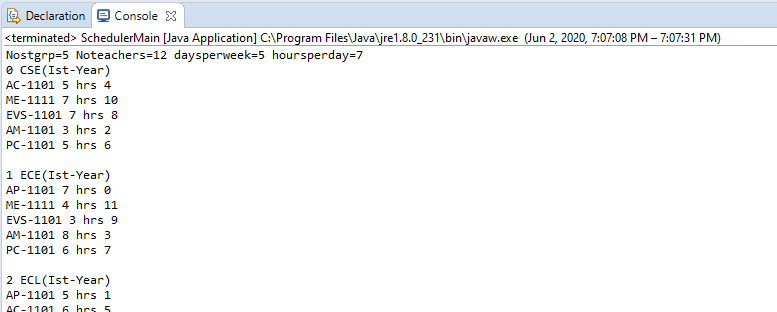 Declaration Console
<terminated> SchedulerMain [Java Application] C:\Program Files\Java\jre1.8.0_231\bin\javaw.exe (Jun 2, 2020, 7:07:08 PM – 7:07:31 PM)
Nostgrp=5 Noteachers=12 daysperweek=5 hoursperday=7
0 CSE(Ist-Year)
AC-1101 5 hrs 4
ME-1111 7 hrs 10
EVS-1101 7 hrs 8
AM-1101 3 hrs 2
PC-1101 5 hrs 6
1 ECE(Ist-Year)
AP-1101 7 hrs 0
ME-1111 4 hrs 11
EVS-1101 3 hrs 9
AM-1101 8 hrs 3
PC-1101 6 hrs 7
2 ECL(Ist-Year)
AP-1101 5 hrs 1
AC-1101 6 hrs 5